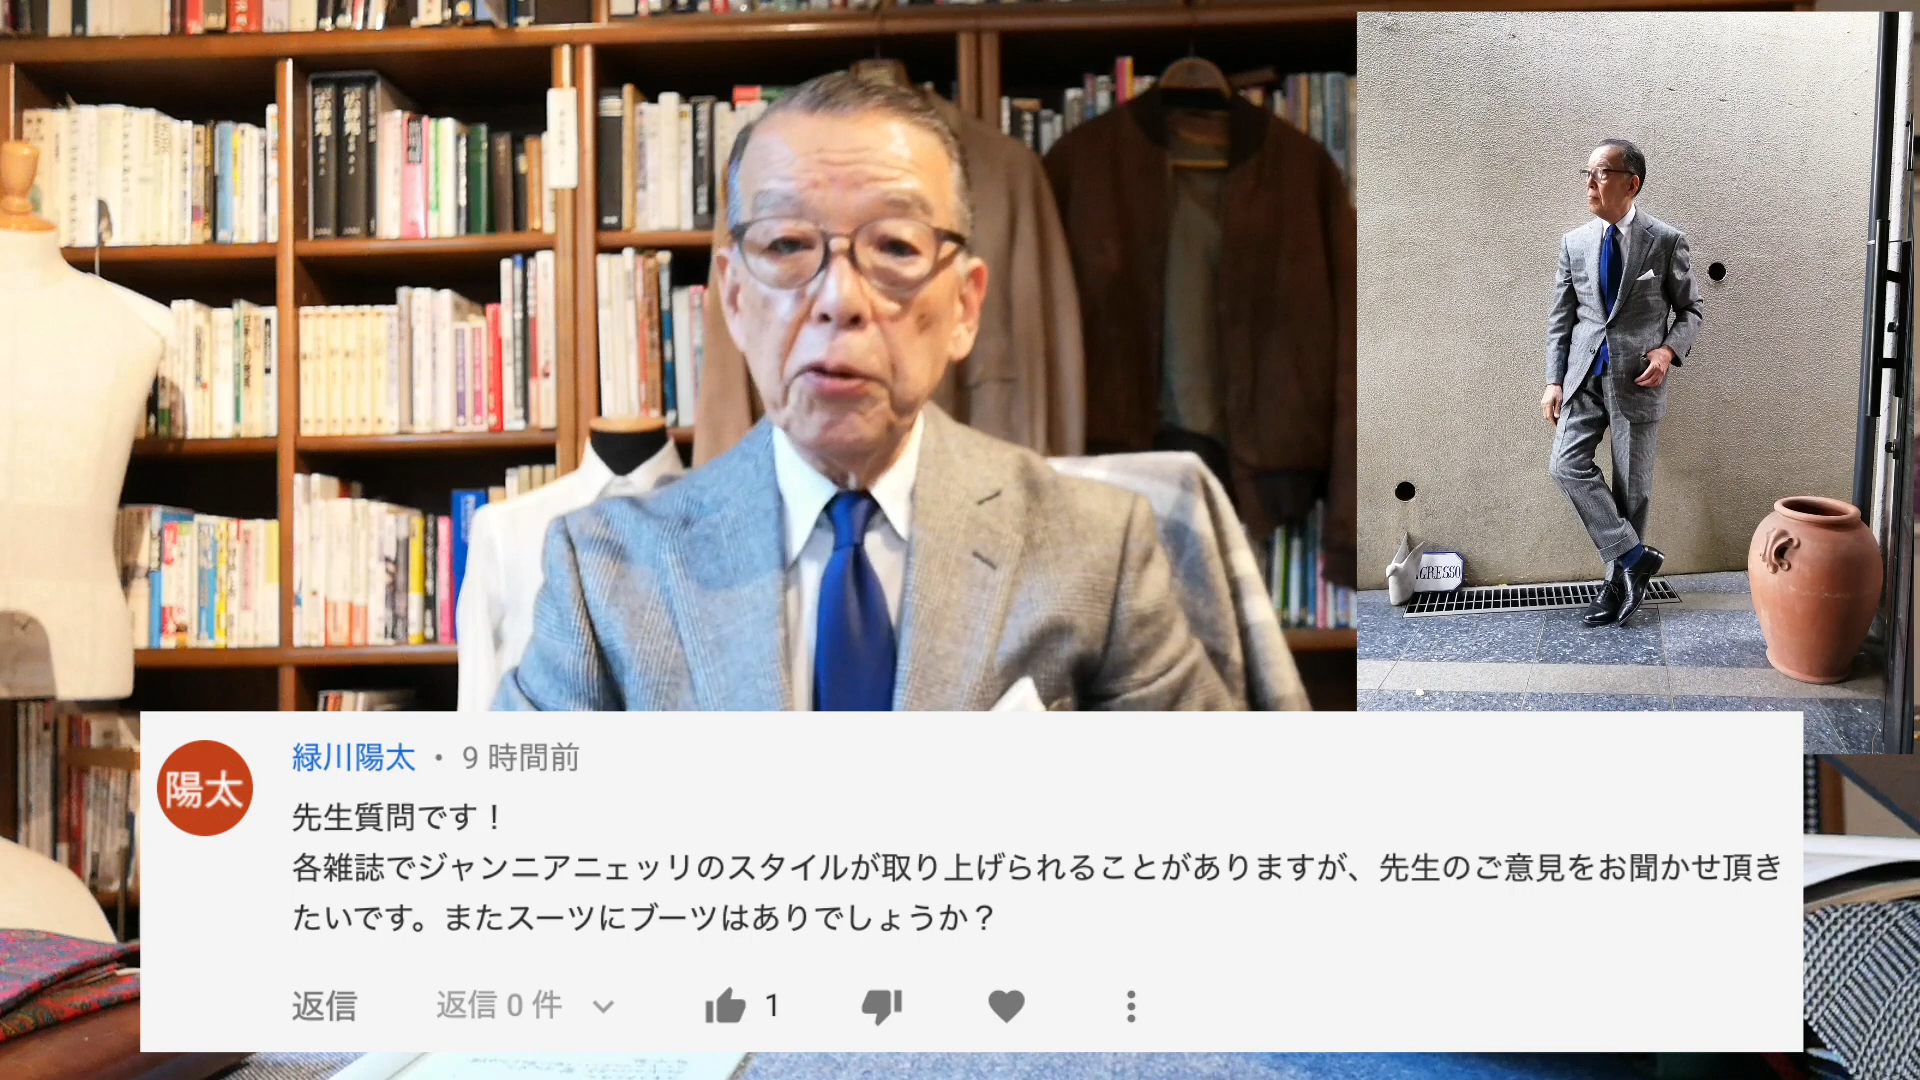 GRESSO
陽太
緑川陽太 ・ 9 時間前
先生質問です！
各雑誌でジャンニアニェッリのスタイルが取り上げられることがありますが、先生のご意見をお聞かせ頂き
たいです。またスーツにブーツはありでしょうか？
返信 返信 0 件 1